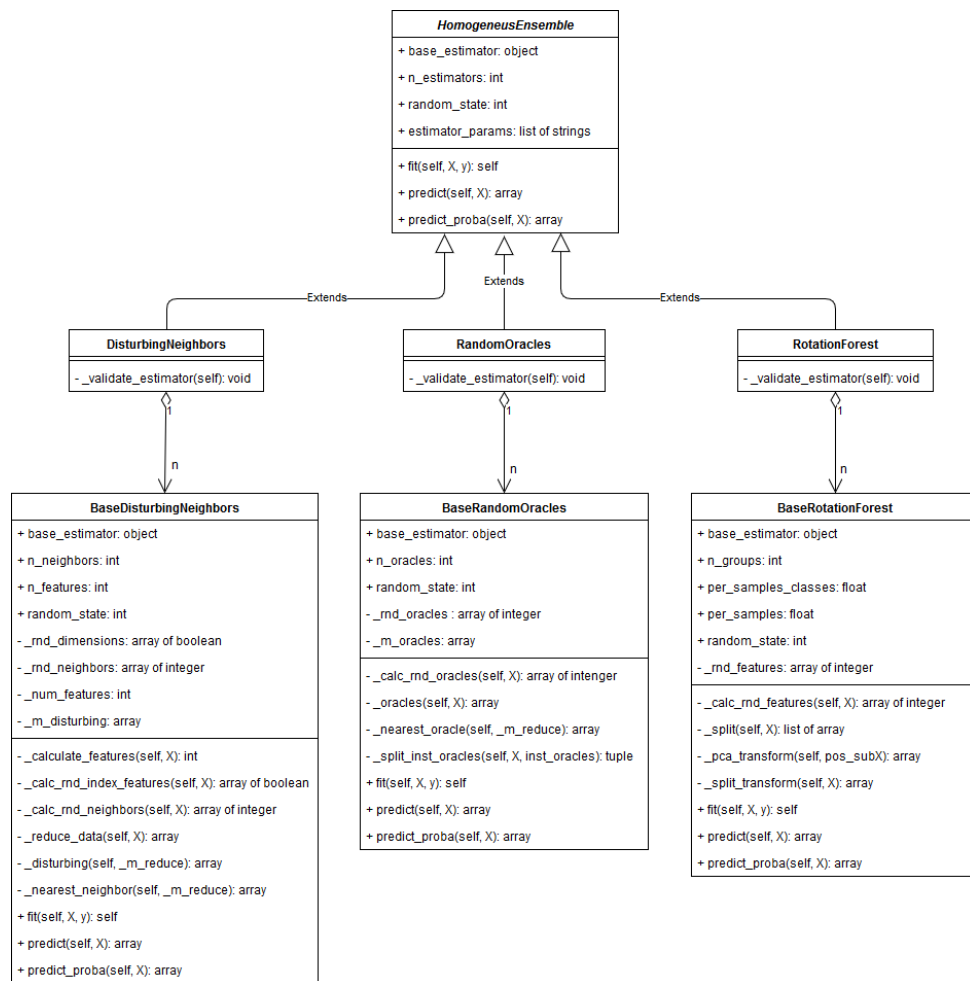 HomogeneusEnsemble
+ base_estimator: object
+ n_estimators: int
+ random_state: int
+ estimator_params: list of strings
+ fit(self, X, y): self
+ predict(self, X): array
+ predict_proba(self, X): array
Extends
Extends
Extends
DisturbingNeighbors
- _validate_estimator(self): void
1
n
RandomOracles
- _validate_estimator(self): void
1
n
RotationForest
- _validate_estimator(self): void
1
n
BaseDisturbingNeighbors
+ base_estimator: object
+ n_neighbors: int
+ n_features: int
+ random_state: int
- _rnd_dimensions: array of boolean
- _rnd_neighbors: array of integer
- _num_features: int
- _m_disturbing: array
- _calculate_features(self, X): int
- _calc_rnd_index_features(self, X): array of boolean
- _calc_rnd_neighbors(self, X): array of integer
- _reduce_data(self, X): array
- _disturbing(self, _m_reduce): array
- _nearest_neighbor(self, _m_reduce): array
+ fit(self, X, y): self
+ predict(self, X): array
+ predict_proba(self, X): array
BaseRandomOracles
+ base_estimator: object
+ n_oracles: int
+ random_state: int
- _rnd_oracles : array of integer
- _m_oracles: array
- _calc_rnd_oracles(self, X): array of intenger
- _oracles(self, X): array
- _nearest_oracle(self, _m_reduce): array
- _split_inst_oracles(self, X, inst_oracles): tuple
+ fit(self, X, y): self
+ predict(self, X): array
+ predict_proba(self, X): array
BaseRotationForest
+ base_estimator: object
+ n_groups: int
+ per_samples_classes: float
+ per_samples: float
+ random_state: int
- _rnd_features: array of integer
- _calc_rnd_features(self, X): array of integer
- _split(self, X): list of array
- _pca_transform(self, pos_subX): array
- _split_transform(self, X): array
+ fit(self, X, y): self
+ predict(self, X): array
+ predict_proba(self, X): array